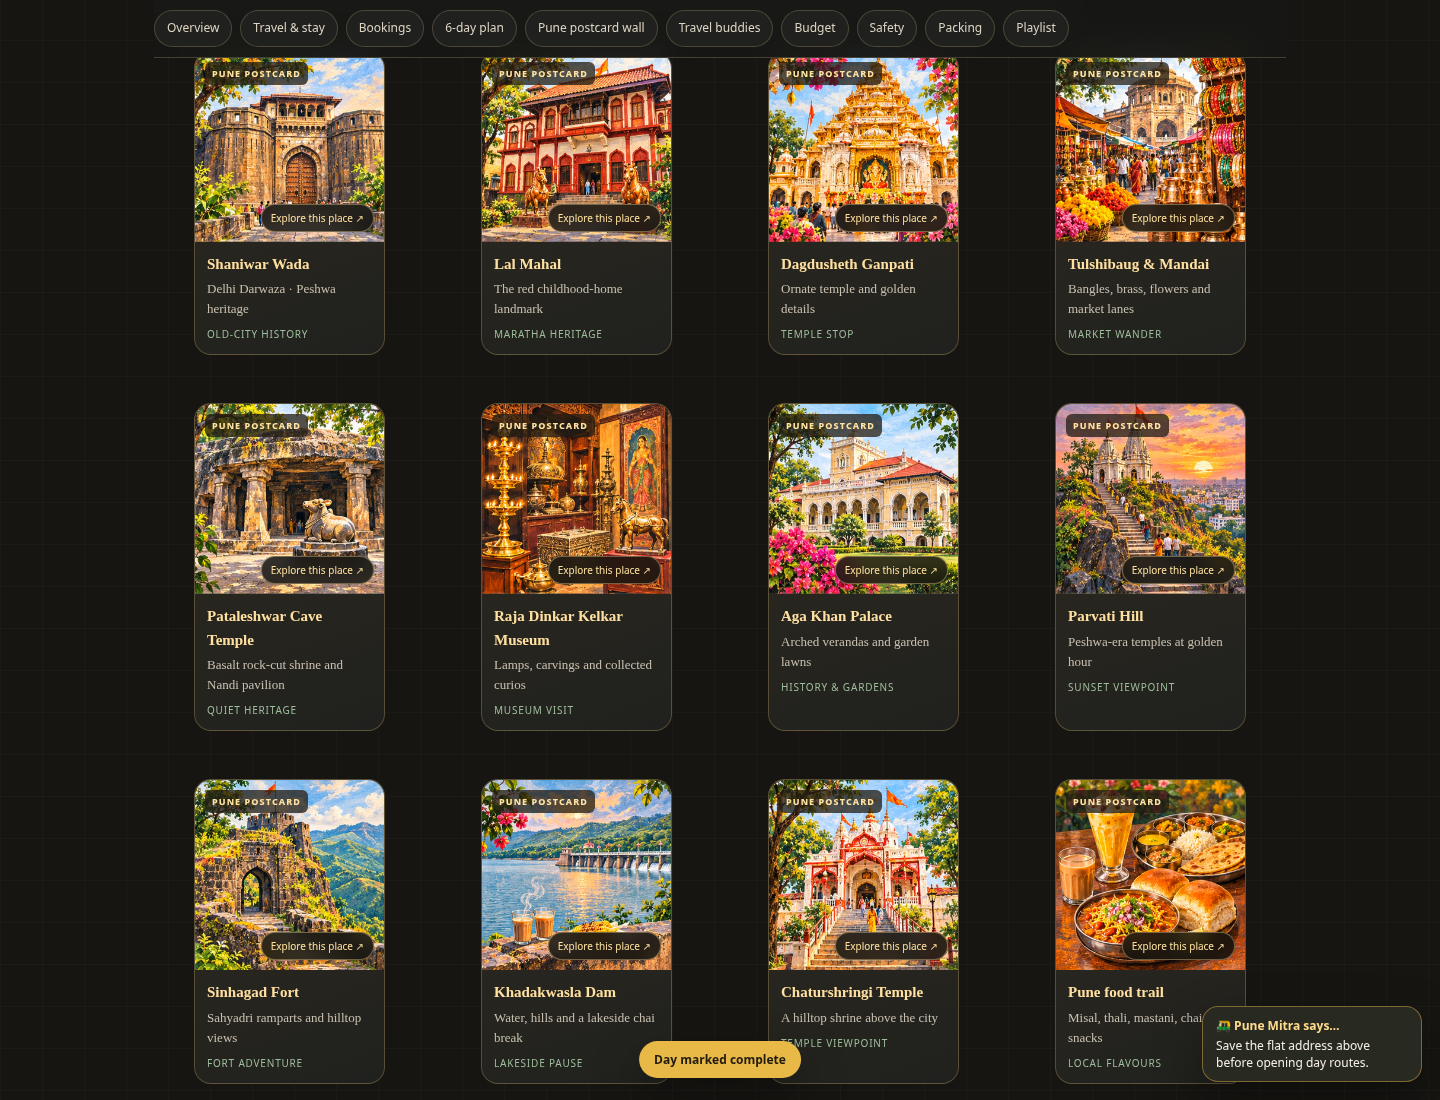 Overview
Travel & stay
Bookings
6-day plan
Pune postcard wall
Travel buddies
Budget
Safety
Packing
Playlist
PUNE POSTCARD
Explore this place ↗
Shaniwar Wada
Delhi Darwaza · Peshwa
heritage
OLD-CITY HISTORY
PUNE POSTCARD
Explore this place ↗
Lal Mahal
The red childhood-home
landmark
MARATHA HERITAGE
PUNE POSTCARD
Explore this place ↗
Dagdusheth Ganpati
Ornate temple and golden
details
TEMPLE STOP
PUNE POSTCARD
Explore this place ↗
Tulshibaug & Mandai
Bangles, brass, flowers and
market lanes
MARKET WANDER
PUNE POSTCARD
Explore this place ↗
Pataleshwar Cave
Temple
Basalt rock-cut shrine and
Nandi pavilion
QUIET HERITAGE
PUNE POSTCARD
Explore this place ↗
Raja Dinkar Kelkar
Museum
Lamps, carvings and collected
curios
MUSEUM VISIT
PUNE POSTCARD
Explore this place ↗
Aga Khan Palace
Arched verandas and garden
lawns
HISTORY & GARDENS
PUNE POSTCARD
Explore this place ↗
Parvati Hill
Peshwa-era temples at golden
hour
SUNSET VIEWPOINT
PUNE POSTCARD
Explore this place ↗
Sinhagad Fort
Sahyadri ramparts and hilltop
views
FORT ADVENTURE
PUNE POSTCARD
Explore this place ↗
Khadakwasla Dam
Water, hills and a lakeside chai
break
LAKESIDE PAUSE
PUNE POSTCARD
Explore this place ↗
Chaturshringi Temple
A hilltop shrine above the city
TEMPLE VIEWPOINT
PUNE POSTCARD
Explore this place ↗
Pune food trail
Misal, thali, mastani, chai
snacks
LOCAL FLAVOURS
Day marked complete
🛺 Pune Mitra says...
Save the flat address above
before opening day routes.